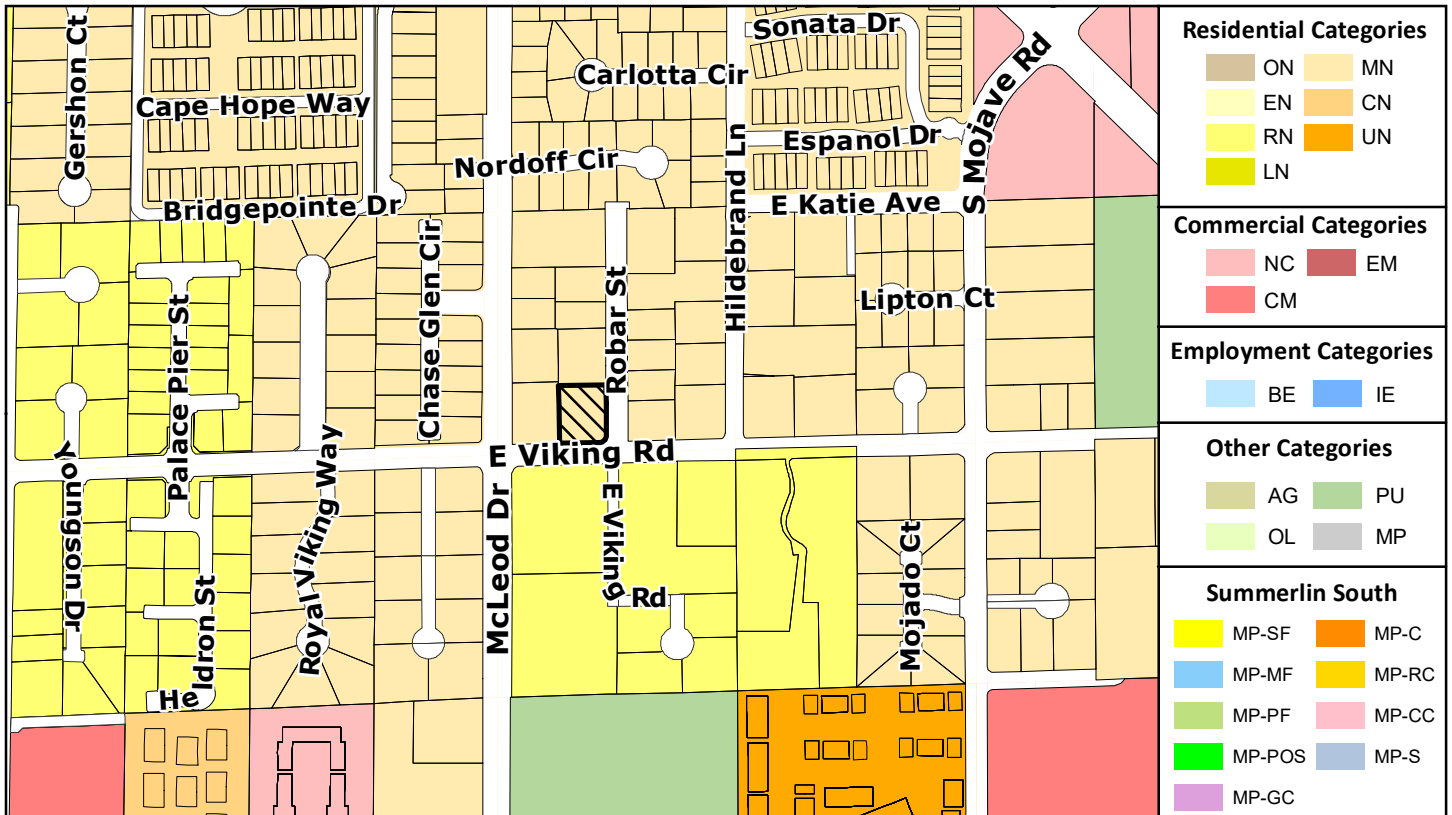 Gershon Ct
Cape Hope Way
Bridgepointe Dr
Sonata Dr
Carlotta Cir
Nordoff Cir
Espanol Dr
E Katie Ave
S Mojave Rd
Hildebrand Ln
Chase Glen Cir
Robar St
Lipton Ct
Palace Pier St
E Viking Rd
Youngson Dr
Royal Viking Way
McLeod Dr
E Viking
Rd
Mojado Ct
Heldron St
Residential Categories
ON MN
EN CN
RN UN
LN
Commercial Categories
NC EM
CM
Employment Categories
BE IE
Other Categories
AG PU
OL MP
Summerlin South
MP-SF MP-C
MP-MF MP-RC
MP-PF MP-CC
MP-POS MP-S
MP-GC